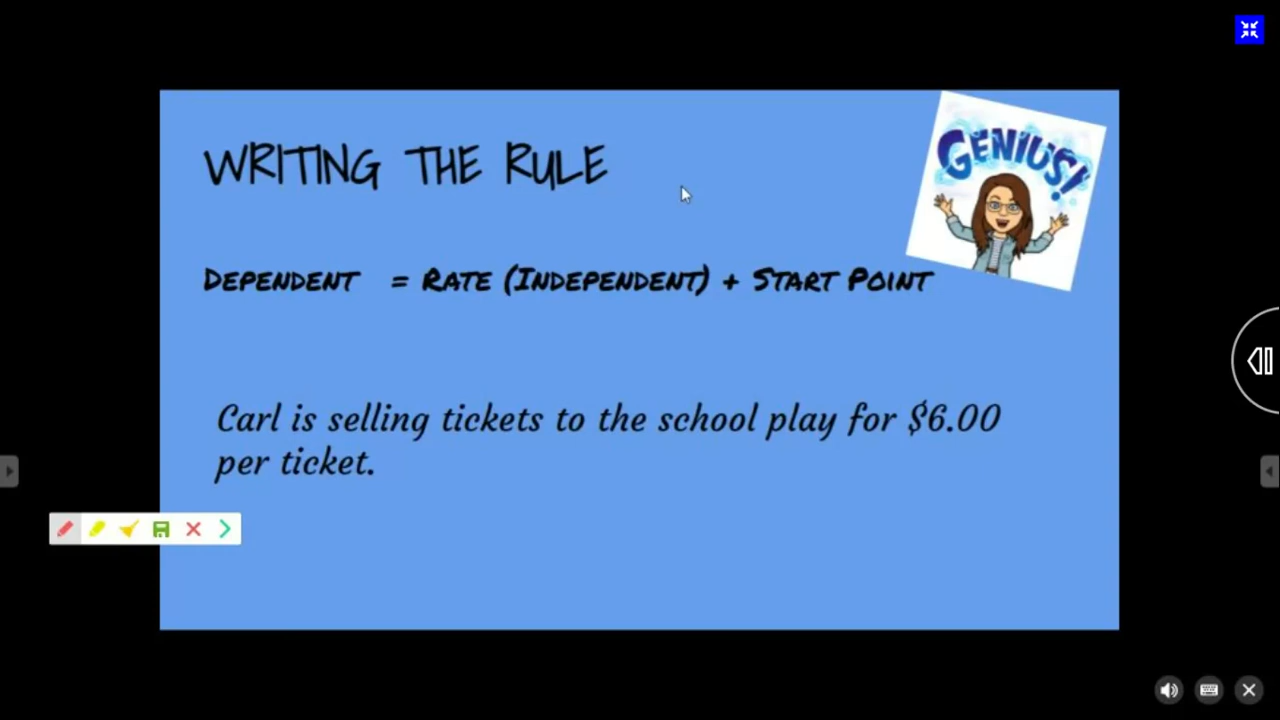 GENIUS!
WRITING THE RULE
DEPENDENT = RATE (INDEPENDENT) + START POINT
Carl is selling tickets to the school play for $6.00
per ticket.